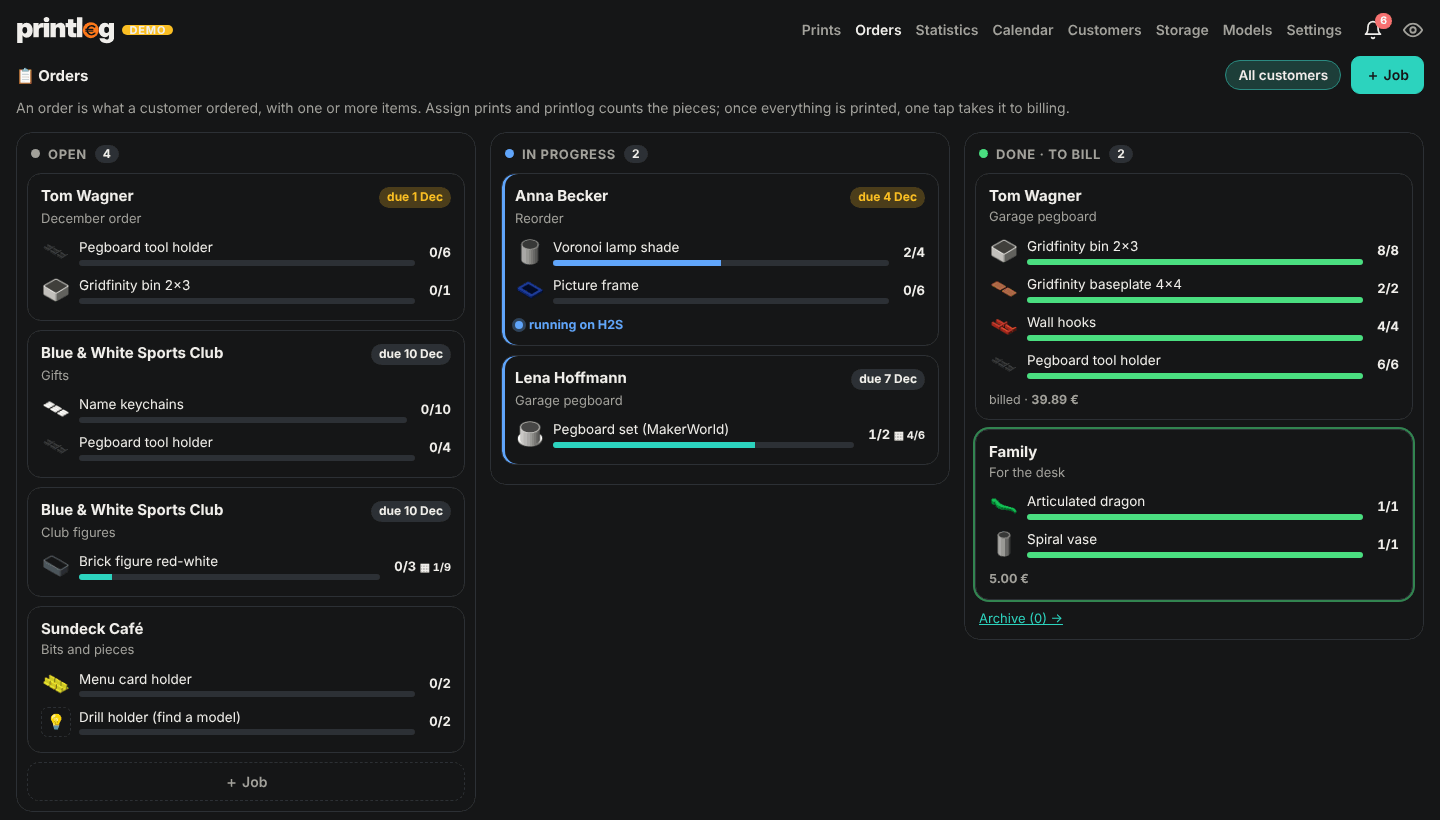 printlog DEMO
Prints Orders Statistics Calendar Customers Storage Models Settings 6
📋 Orders
All customers
+ Job
An order is what a customer ordered, with one or more items. Assign prints and printlog counts the pieces; once everything is printed, one tap takes it to billing.
OPEN 4
Tom Wagner due 1 Dec
December order
Pegboard tool holder 0/6
Gridfinity bin 2×3 0/1
Blue & White Sports Club due 10 Dec
Gifts
Name keychains 0/10
Pegboard tool holder 0/4
Blue & White Sports Club due 10 Dec
Club figures
Brick figure red-white 0/3 ▦ 1/9
Sundeck Café
Bits and pieces
Menu card holder 0/2
Drill holder (find a model) 0/2
+ Job
IN PROGRESS 2
Anna Becker due 4 Dec
Reorder
Voronoi lamp shade 2/4
Picture frame 0/6
running on H2S
Lena Hoffmann due 7 Dec
Garage pegboard
Pegboard set (MakerWorld) 1/2 ▦ 4/6
DONE · TO BILL 2
Tom Wagner
Garage pegboard
Gridfinity bin 2×3 8/8
Gridfinity baseplate 4×4 2/2
Wall hooks 4/4
Pegboard tool holder 6/6
billed · 39.89 €
Family
For the desk
Articulated dragon 1/1
Spiral vase 1/1
5.00 €
Archive (0) →